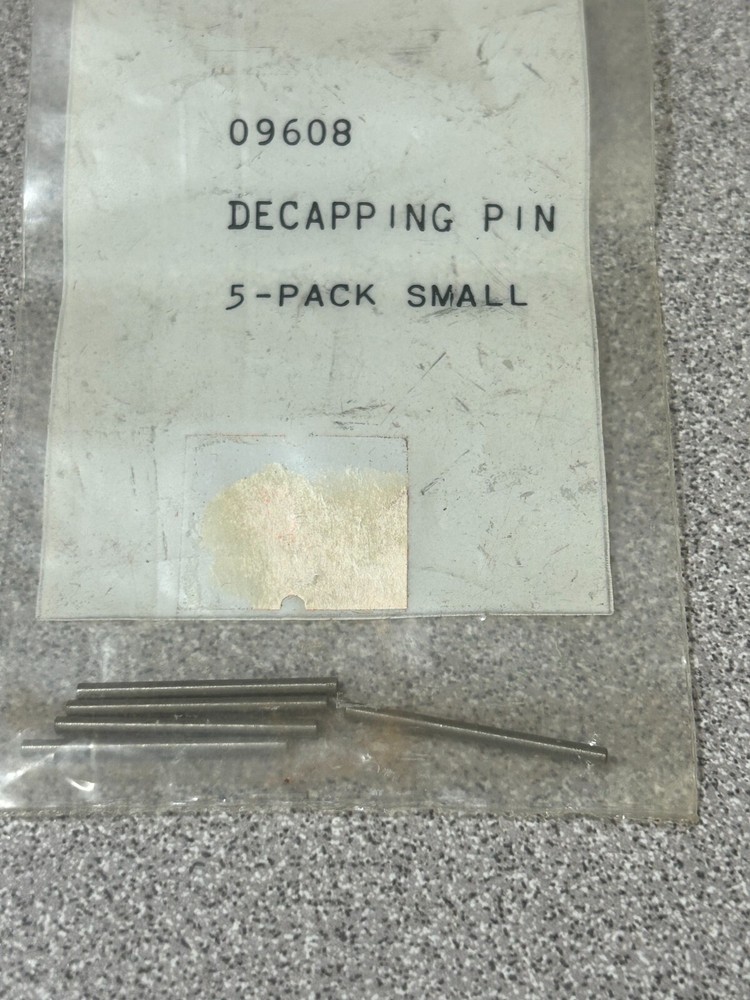 09608
DECAPPING PIN
5-PACK SMALL